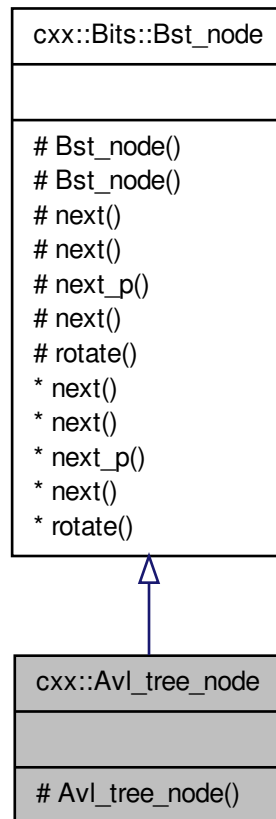 cxx::Bits::Bst_node
# Bst_node()
# Bst_node()
# next()
# next()
# next_p()
# next()
# rotate()
* next()
* next()
* next_p()
* next()
* rotate()
cxx::Avl_tree_node
# Avl_tree_node()